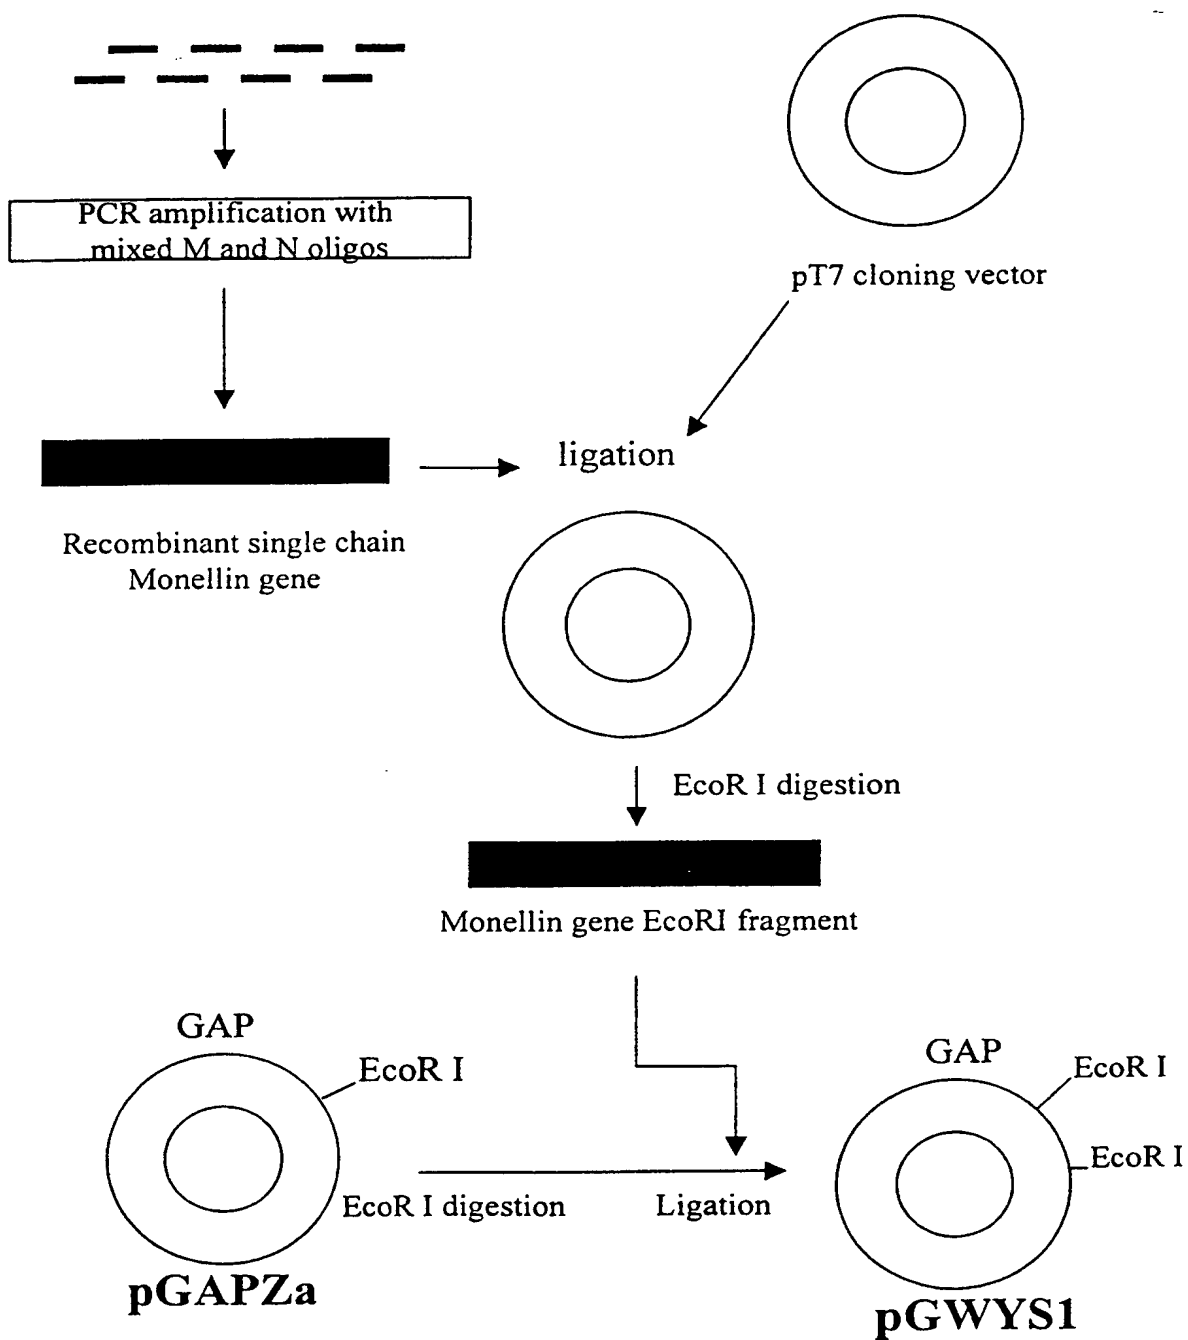 PCR amplification with
mixed M and N oligos
pT7 cloning vector
ligation
Recombinant single chain
Monellin gene
EcoR I digestion
Monellin gene EcoRI fragment
GAP
EcoR I
GAP
EcoR I
EcoR I
EcoR I digestion
Ligation
pGAPZa
pGWYS1